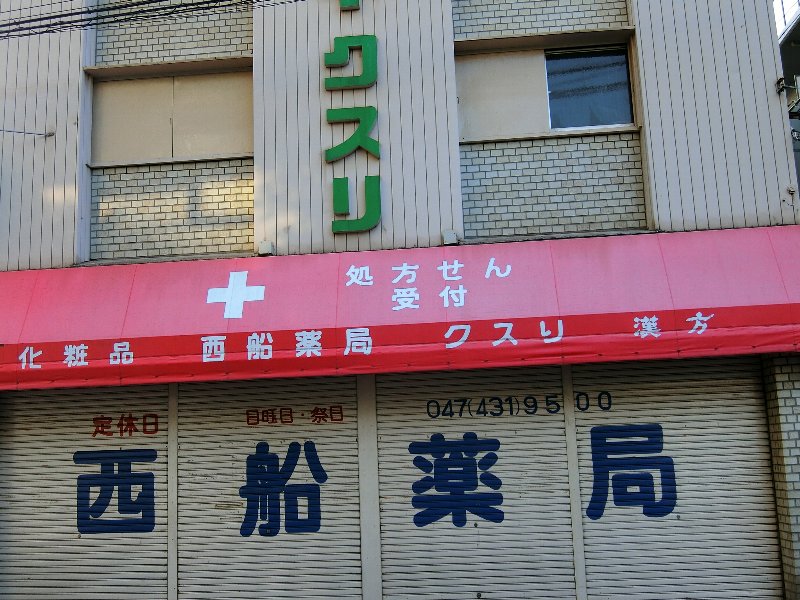 クスリ
処方せん
受付
化粧品 西船薬局 クスリ 漢方
定休日 日曜日・祭日 047(431)9500
西船薬局